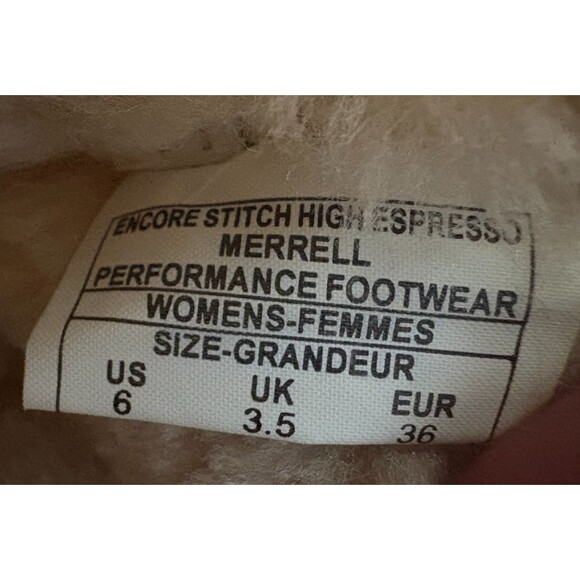 ENCORE STITCH HIGH ESPRESSO
MERRELL
PERFORMANCE FOOTWEAR
WOMENS-FEMMES
SIZE-GRANDEUR
US UK EUR
6 3.5 36